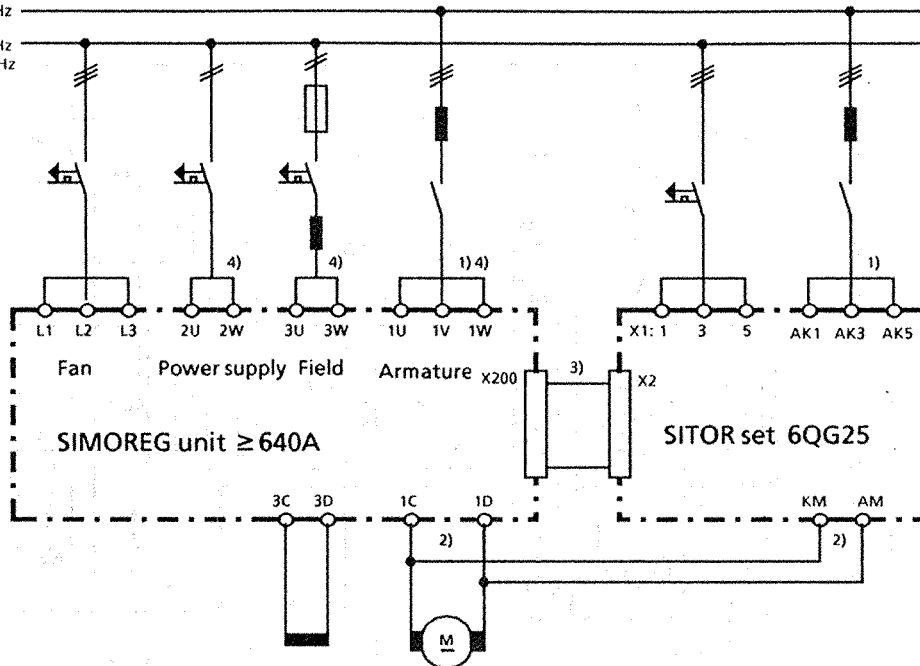 Hz
Hz
Hz
4)
4)
1) 4)
1)
L1 L2 L3 2U 2W 3U 3W 1U 1V 1W X1: 1 3 5 AK1 AK3 AK5
Fan Power supply Field Armature X200 3) X2
SIMOREG unit ≥ 640A SITOR set 6QG25
3C 3D 1C 1D KM AM
2) 2)
M